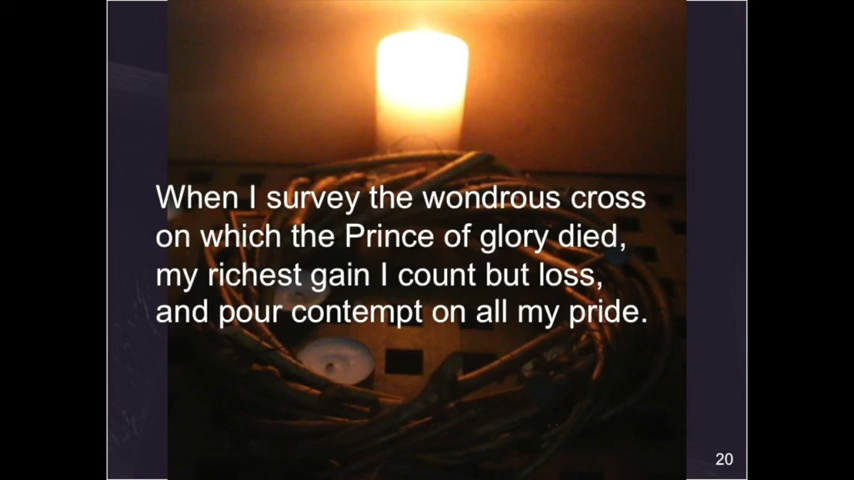 When I survey the wondrous cross
on which the Prince of glory died,
my richest gain I count but loss,
and pour contempt on all my pride.
20